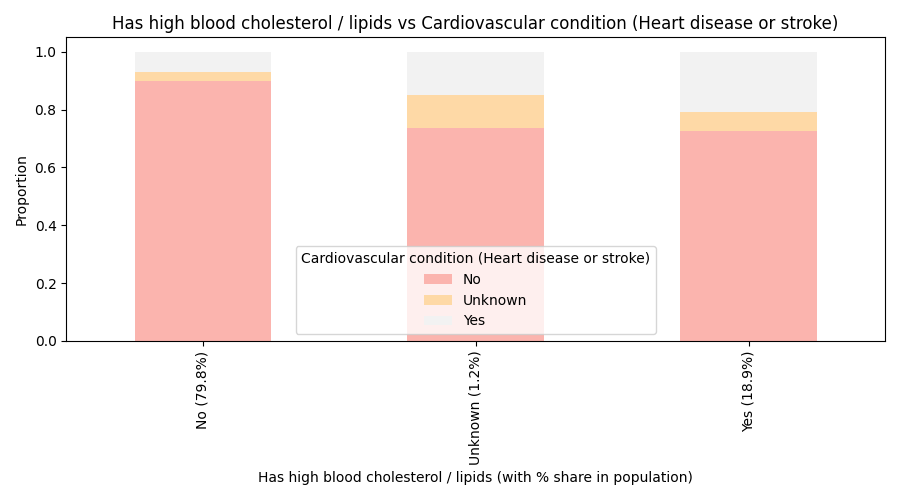 Has high blood cholesterol / lipids vs Cardiovascular condition (Heart disease or stroke)
Proportion
1.0
0.8
0.6
0.4
0.2
0.0
Cardiovascular condition (Heart disease or stroke)
No
Unknown
Yes
No (79.8%)
Unknown (1.2%)
Yes (18.9%)
Has high blood cholesterol / lipids (with % share in population)